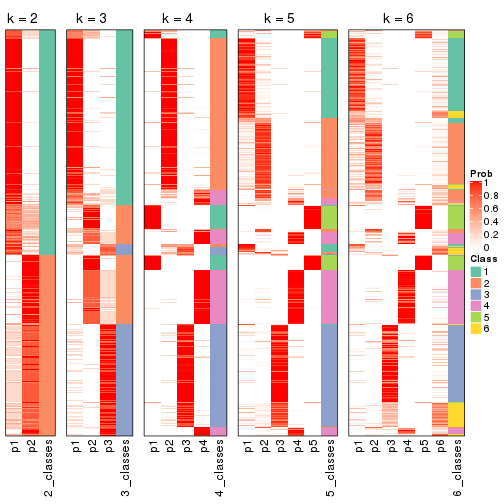 k = 2
k = 3
k = 4
k = 5
k = 6
Prob
1
0.8
0.6
0.4
0.2
0
Class
1
2
3
4
5
6
p1
p2
2_classes
p1
p2
p3
3_classes
p1
p2
p3
p4
4_classes
p1
p2
p3
p4
p5
5_classes
p1
p2
p3
p4
p5
p6
6_classes